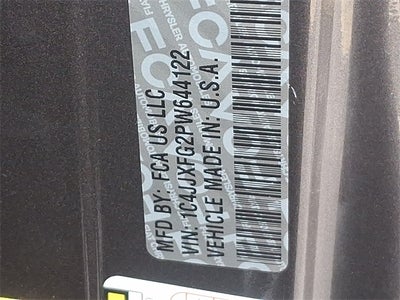 MFD BY: FCA US LLC
VIN: 1C4JJXFG2PW644122
VEHICLE MADE IN: U.S.A.